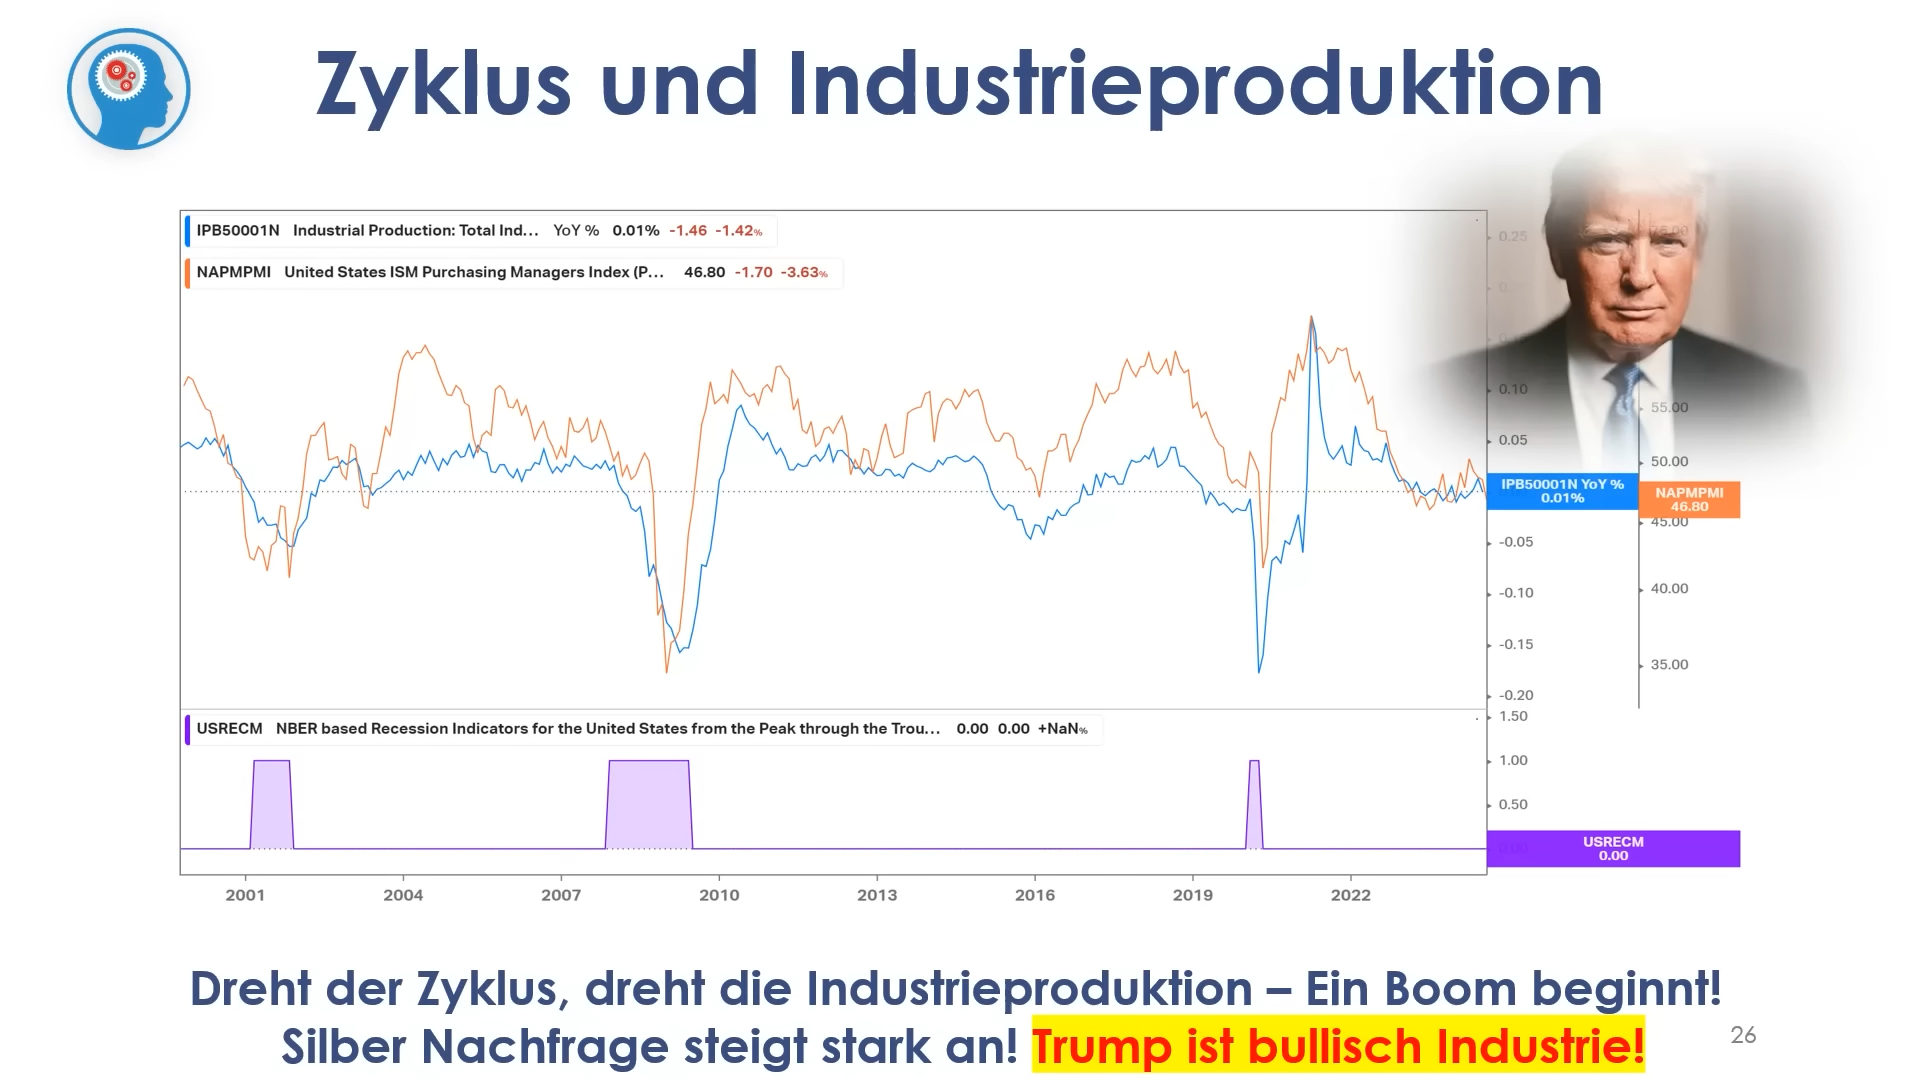 Zyklus und Industrieproduktion
IPB50001N Industrial Production: Total Ind... YoY % 0.01% -1.46 -1.42%
NAPMPMI United States ISM Purchasing Managers Index (P... 46.80 -1.70 -3.63%
0.25
0.10
55.00
0.05
50.00
IPB50001N YoY %
0.01%
NAPMPMI
46.80
45.00
-0.05
-0.10
40.00
-0.15
35.00
-0.20
USRECM NBER based Recession Indicators for the United States from the Peak through the Trou... 0.00 0.00 +NaN%
1.50
1.00
0.50
USRECM
0.00
2001 2004 2007 2010 2013 2016 2019 2022
Dreht der Zyklus, dreht die Industrieproduktion – Ein Boom beginnt!
Silber Nachfrage steigt stark an! Trump ist bullisch Industrie!
26